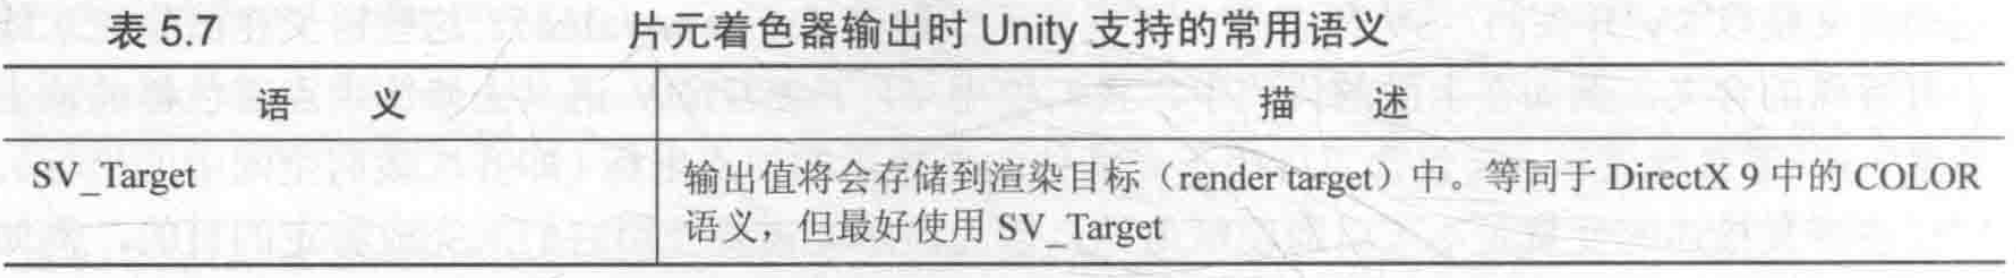 表 5.7 片元着色器输出时 Unity 支持的常用语义
语 义 描 述
SV_Target 输出值将会存储到渲染目标（render target）中。等同于 DirectX 9 中的 COLOR
语义，但最好使用 SV_Target